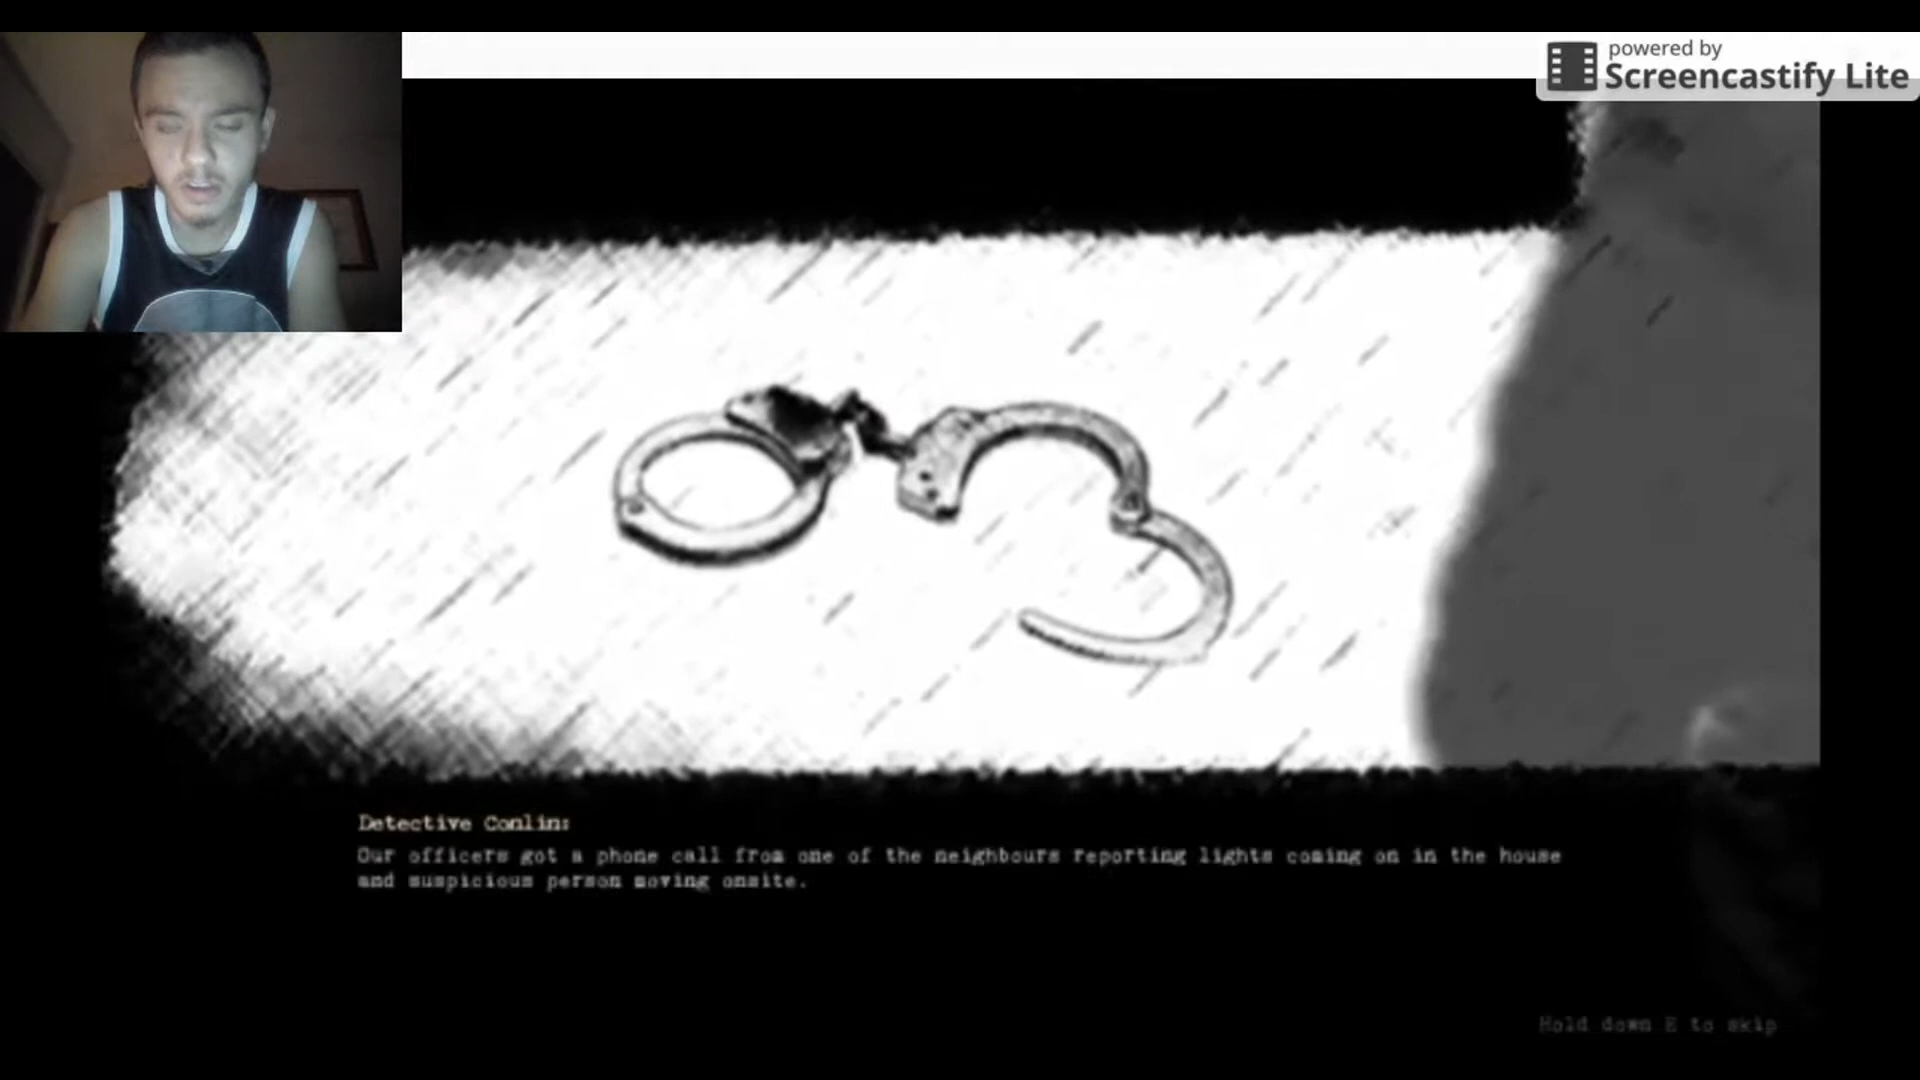 powered by
Screencastify Lite
Detective Conlin:
Our officers got a phone call from one of the neighbours reporting lights coming on in the house
and suspicious person moving onsite.
Hold down E to skip